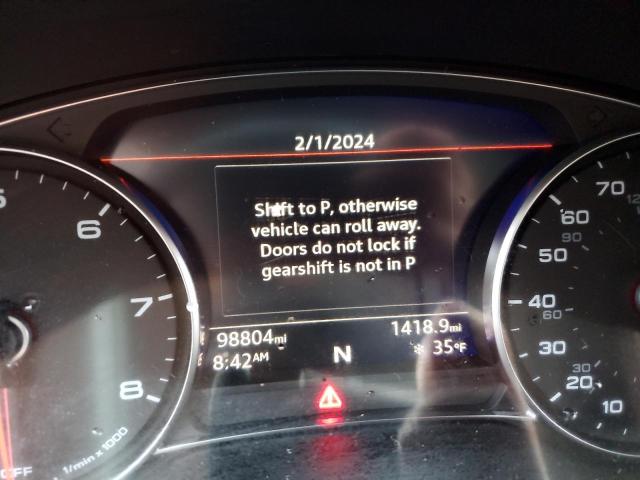 2/1/2024
Shift to P, otherwise
vehicle can roll away.
Doors do not lock if
gearshift is not in P
98804mi
1418.9mi
8:42AM
N
35°F
6
7
8
1/min x 1000
OFF
70
60
90
50
40
60
30
30
20
10